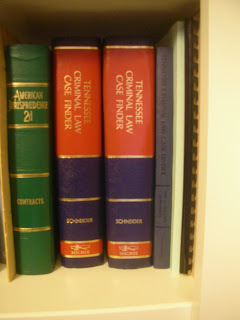 AMERICAN
JURISPRUDENCE
2d
CONTRACTS
TENNESSEE
CRIMINAL LAW
CASE FINDER
SCHNEIDER
MICHIE
TENNESSEE
CRIMINAL LAW
CASE FINDER
SCHNEIDER
MICHIE